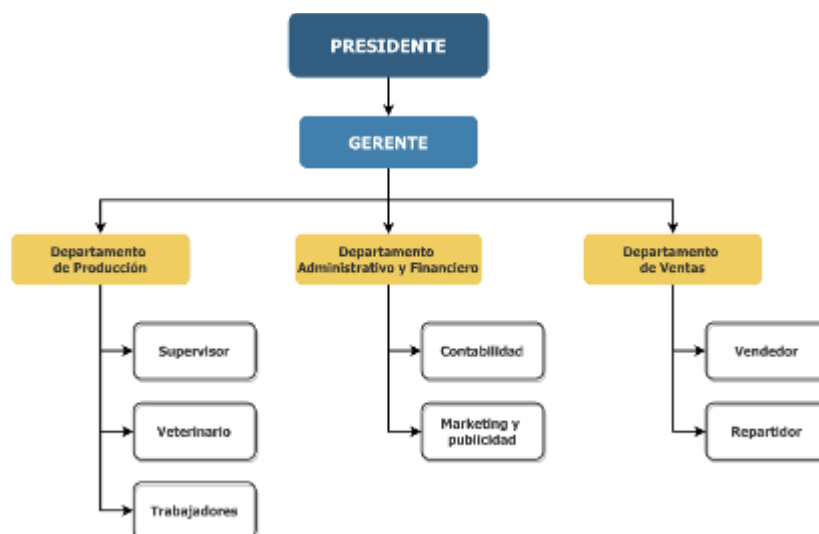 PRESIDENTE
GERENTE
Departamento
de Producción
Departamento
Administrativo y Financiero
Departamento
de Ventas
Supervisor
Contabilidad
Vendedor
Veterinario
Marketing y
publicidad
Repartidor
Trabajadores